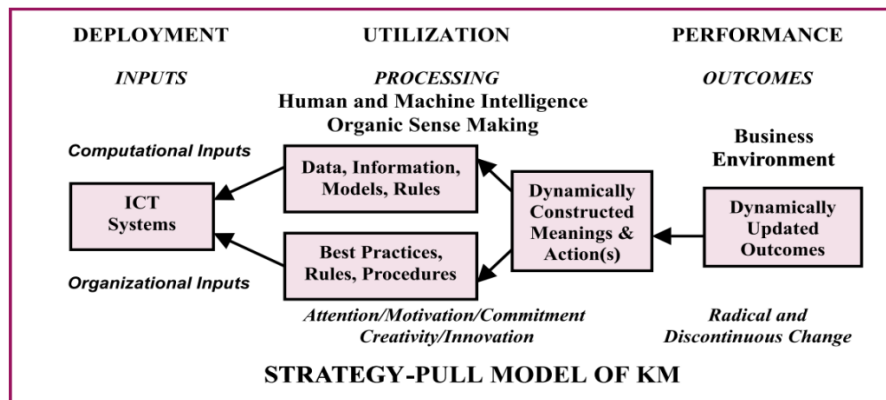 DEPLOYMENT
UTILIZATION
PERFORMANCE
INPUTS
PROCESSING
OUTCOMES
Human and Machine Intelligence
Organic Sense Making
Computational Inputs
Business
Environment
Data, Information,
Models, Rules
ICT
Systems
Dynamically
Constructed
Meanings &
Action(s)
Dynamically
Updated
Outcomes
Best Practices,
Rules, Procedures
Organizational Inputs
Attention/Motivation/Commitment
Creativity/Innovation
Radical and
Discontinuous Change
STRATEGY-PULL MODEL OF KM